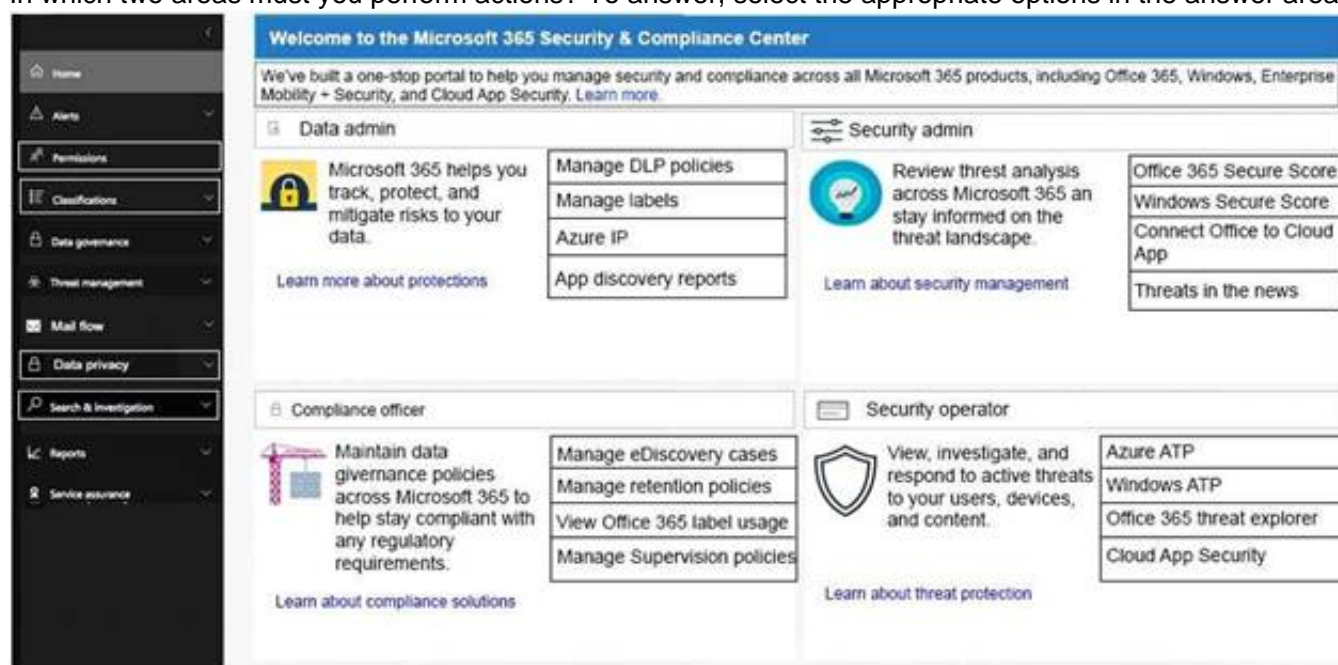 in which two areas must you perform actions? To answer, select the appropriate options in the answer area
Home
Alerts
Permissions
Classifications
Data governance
Threat management
Mail flow
Data privacy
Search & Investigation
Reports
Service assurance
Welcome to the Microsoft 365 Security & Compliance Center
We've built a one-stop portal to help you manage security and compliance across all Microsoft 365 products, including Office 365, Windows, Enterprise
Mobility + Security, and Cloud App Security. Learn more.
Data admin
Microsoft 365 helps you
track, protect, and
mitigate risks to your
data.
Learn more about protections
Manage DLP policies
Manage labels
Azure IP
App discovery reports
Security admin
Review threst analysis
across Microsoft 365 an
stay informed on the
threat landscape.
Learn about security management
Office 365 Secure Score
Windows Secure Score
Connect Office to Cloud
App
Threats in the news
Compliance officer
Maintain data
givernance policies
across Microsoft 365 to
help stay compliant with
any regulatory
requirements.
Learn about compliance solutions
Manage eDiscovery cases
Manage retention policies
View Office 365 label usage
Manage Supervision policies
Security operator
View, investigate, and
respond to active threats
to your users, devices,
and content.
Learn about threat protection
Azure ATP
Windows ATP
Office 365 threat explorer
Cloud App Security